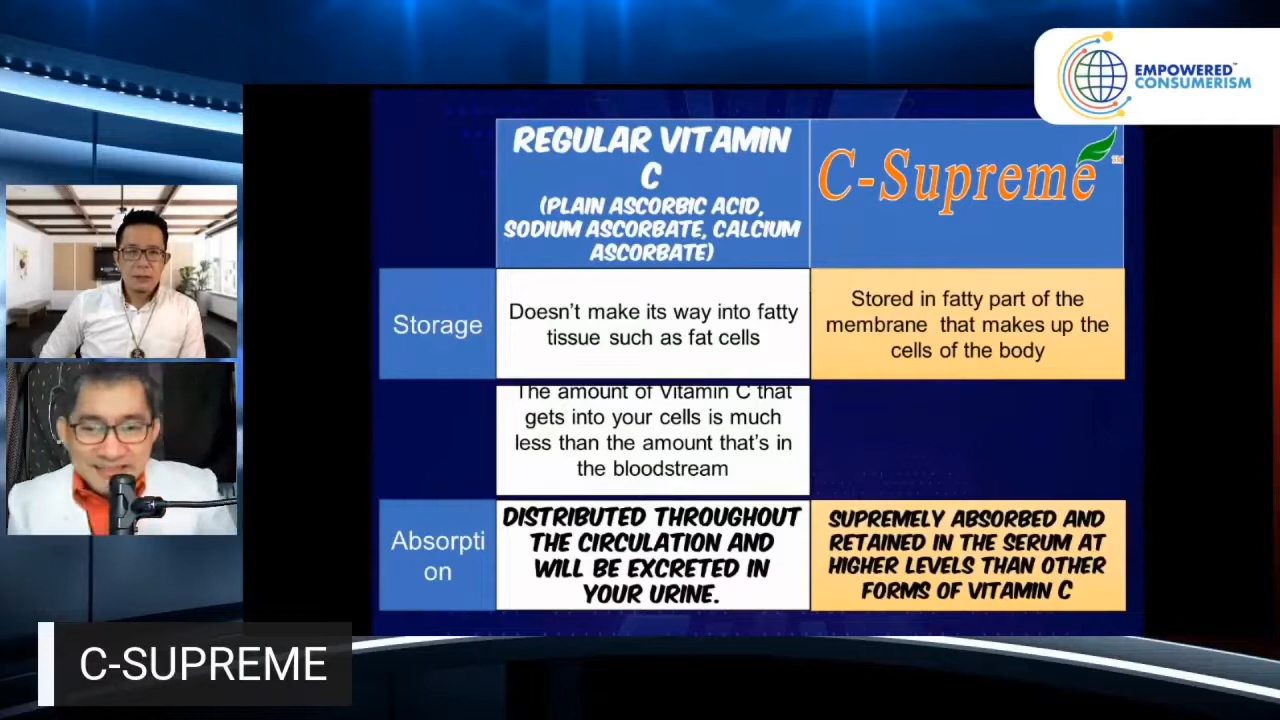 EMPOWERED™
CONSUMERISM
REGULAR VITAMIN
C
(PLAIN ASCORBIC ACID,
SODIUM ASCORBATE, CALCIUM
ASCORBATE)
C-Supreme™
Storage
Doesn't make its way into fatty
tissue such as fat cells
Stored in fatty part of the
membrane that makes up the
cells of the body
The amount of Vitamin C that
gets into your cells is much
less than the amount that's in
the bloodstream
Absorpti
on
DISTRIBUTED THROUGHOUT
THE CIRCULATION AND
WILL BE EXCRETED IN
YOUR URINE.
SUPREMELY ABSORBED AND
RETAINED IN THE SERUM AT
HIGHER LEVELS THAN OTHER
FORMS OF VITAMIN C
C-SUPREME